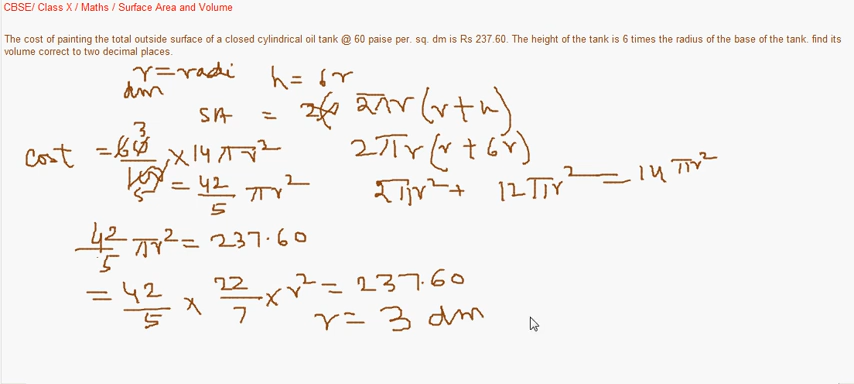 CBSE/ Class X / Maths / Surface Area and Volume
The cost of painting the total outside surface of a closed cylindrical oil tank @ 60 paise per. sq. dm is Rs 237.60. The height of the tank is 6 times the radius of the base of the tank. find its
volume correct to two decimal places.
r = radi h = 6r
dm
SA = 2πr (r + h)
cost = 60/100 3/5 × 14πr² 2πr (r + 6r)
= 42/5 πr² 2πr² + 12πr² = 14πr²
42/5 πr² = 237.60
= 42/5 × 22/7 × r² = 237.60
r = 3 dm